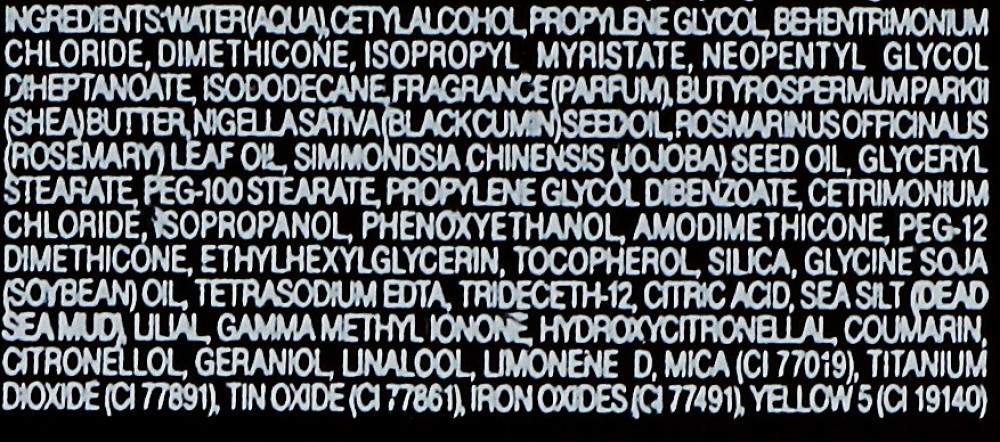 INGREDIENTS: WATER (AQUA), CETYL ALCOHOL, PROPYLENE GLYCOL, BEHENTRIMONIUM
CHLORIDE, DIMETHICONE, ISOPROPYL MYRISTATE, NEOPENTYL GLYCOL
DIHEPTANOATE, ISODODECANE, FRAGRANCE (PARFUM), BUTYROSPERMUM PARKII
(SHEA) BUTTER, NIGELLA SATIVA (BLACK CUMIN) SEED OIL, ROSMARINUS OFFICINALIS
(ROSEMARY) LEAF OIL, SIMMONDSIA CHINENSIS (JOJOBA) SEED OIL, GLYCERYL
STEARATE, PEG-100 STEARATE, PROPYLENE GLYCOL DIBENZOATE, CETRIMONIUM
CHLORIDE, ISOPROPANOL, PHENOXYETHANOL, AMODIMETHICONE, PEG-12
DIMETHICONE, ETHYLHEXYLGLYCERIN, TOCOPHEROL, SILICA, GLYCINE SOJA
(SOYBEAN) OIL, TETRASODIUM EDTA, TRIDECETH-12, CITRIC ACID, SEA SILT (DEAD
SEA MUD), LILIAL, GAMMA METHYL IONONE, HYDROXYCITRONELLAL, COUMARIN,
CITRONELLOL, GERANIOL, LINALOOL, LIMONENE D, MICA (CI 77019), TITANIUM
DIOXIDE (CI 77891), TIN OXIDE (CI 77861), IRON OXIDES (CI 77491), YELLOW 5 (CI 19140)